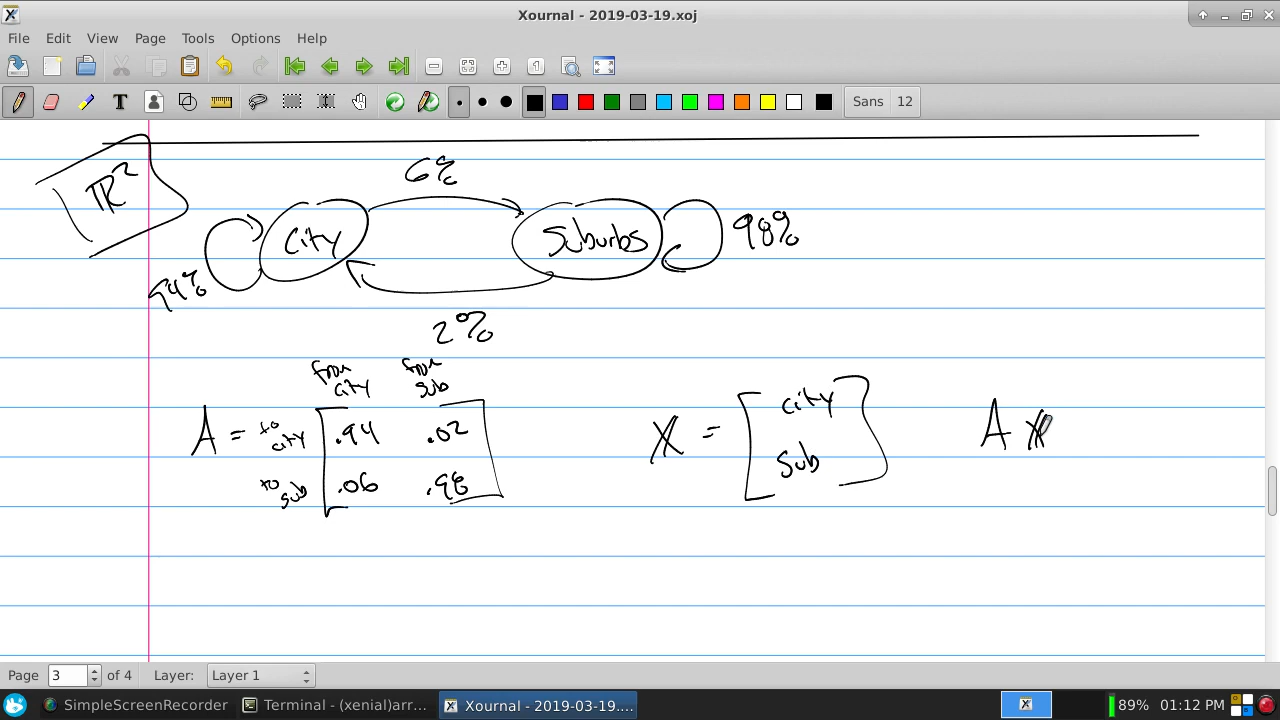 Xournal - 2019-03-19.xoj
File Edit View Page Tools Options Help
Sans 12
ℝ²
6%
City
Suburbs
98%
94%
2%
from city
from sub
A = to city .94 .02
to sub .06 .98
X = city
sub
A X
Page 3 of 4 Layer: Layer 1
SimpleScreenRecorder Terminal - (xenial)arr... Xournal - 2019-03-19.... 89% 01:12 PM